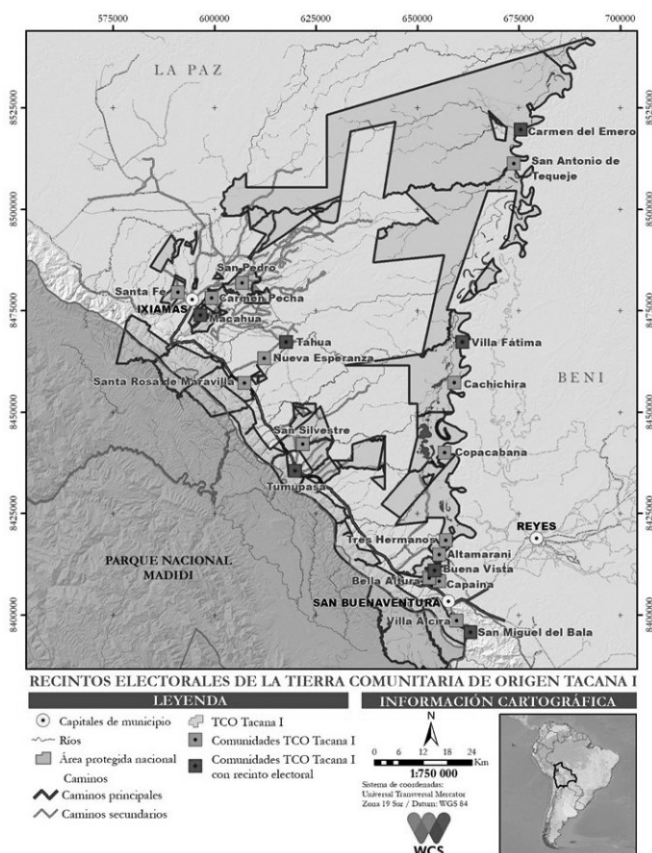 575000 600000 625000 650000 675000 700000
LA PAZ
8525000 8525000
Carmen del Emero
San Antonio de
Tequeje
8500000 8500000
San Pedro
Santa Fe
Carmen Pecha
IXIAMAS
Macahua
8475000 8475000
Tahua
Villa Fátima
Nueva Esperanza
BENI
Santa Rosa de Maravilla
Cachichira
8450000 8450000
San Silvestre
Copacabana
Tumupasa
8425000 8425000
REYES
Tres Hermanos
Altamarani
PARQUE NACIONAL
MADIDI
Buena Vista
Bella Altura
Capaina
SAN BUENAVENTURA
8400000 8400000
Villa Alcira
San Miguel del Bala
RECINTOS ELECTORALES DE LA TIERRA COMUNITARIA DE ORIGEN TACANA I
LEYENDA
Capitales de municipio
Ríos
Área protegida nacional
Caminos
Caminos principales
Caminos secundarios
TCO Tacana I
Comunidades TCO Tacana I
Comunidades TCO Tacana I
con recinto electoral
INFORMACIÓN CARTOGRÁFICA
N
0 6 12 18 24
Km
1:750 000
Sistema de coordenadas:
Universal Transversal Mercator
Zona 19 Sur / Datum: WGS 84
WCS